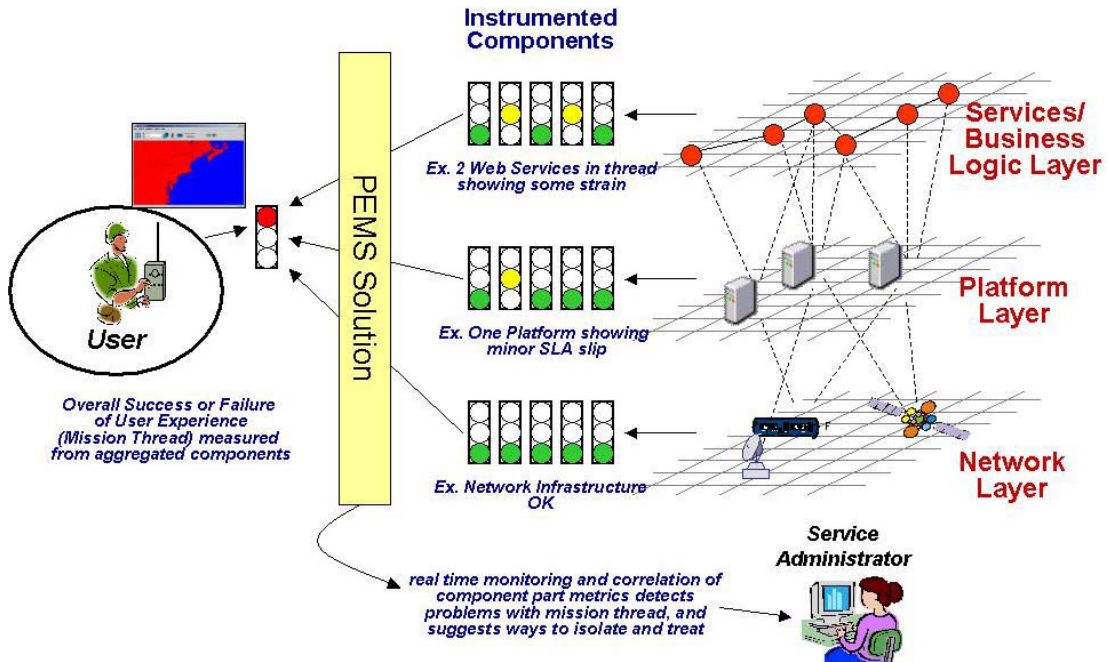 Instrumented
Components
Services/
Business
Logic Layer
Ex. 2 Web Services in thread
showing some strain
PEMS Solution
User
Platform
Layer
Ex. One Platform showing
minor SLA slip
Overall Success or Failure
of User Experience
(Mission Thread) measured
from aggregated components
F
Network
Layer
Ex. Network Infrastructure
OK
Service
Administrator
real time monitoring and correlation of
component part metrics detects
problems with mission thread, and
suggests ways to isolate and treat